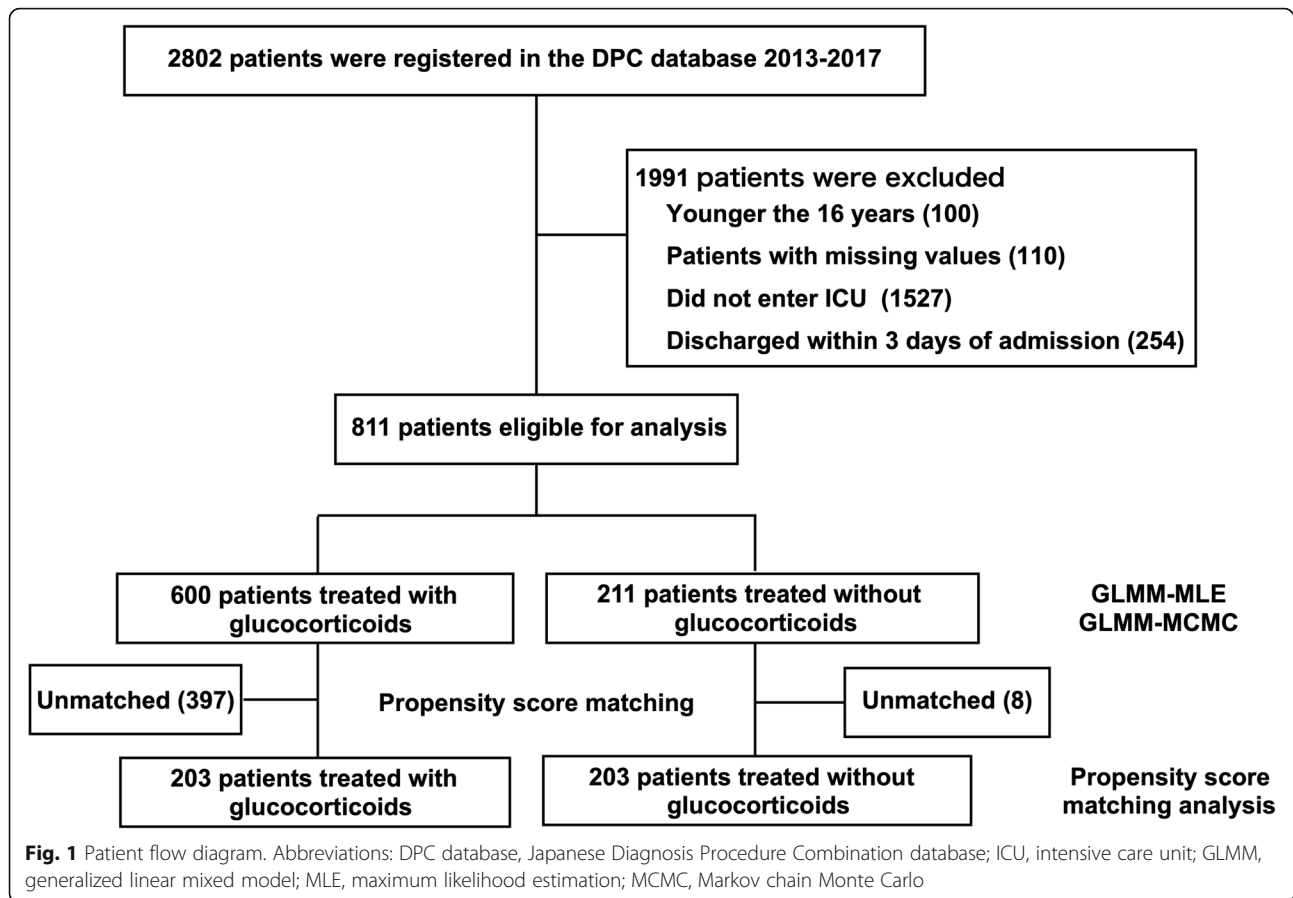 2802 patients were registered in the DPC database 2013-2017
1991 patients were excluded
Younger the 16 years (100)
Patients with missing values (110)
Did not enter ICU (1527)
Discharged within 3 days of admission (254)
811 patients eligible for analysis
600 patients treated with
glucocorticoids
211 patients treated without
glucocorticoids
GLMM-MLE
GLMM-MCMC
Unmatched (397)
Propensity score matching
Unmatched (8)
203 patients treated with
glucocorticoids
203 patients treated without
glucocorticoids
Propensity score
matching analysis
Fig. 1 Patient flow diagram. Abbreviations: DPC database, Japanese Diagnosis Procedure Combination database; ICU, intensive care unit; GLMM,
generalized linear mixed model; MLE, maximum likelihood estimation; MCMC, Markov chain Monte Carlo